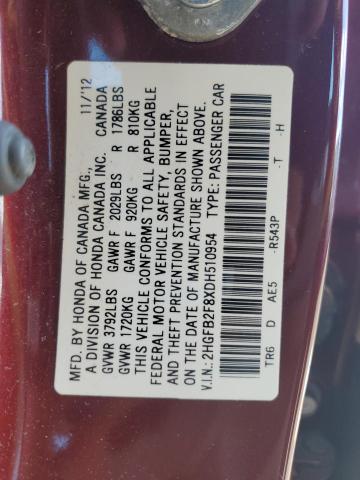 MFD. BY HONDA OF CANADA MFG., 11/'12
A DIVISION OF HONDA CANADA INC. CANADA
GVWR 3792LBS GAWR F 2029LBS R 1786LBS
GVWR 1720KG GAWR F 920KG R 810KG
THIS VEHICLE CONFORMS TO ALL APPLICABLE
FEDERAL MOTOR VEHICLE SAFETY, BUMPER,
AND THEFT PREVENTION STANDARDS IN EFFECT
ON THE DATE OF MANUFACTURE SHOWN ABOVE.
V.I.N.: 2HGFB2F8XDH510954 TYPE: PASSENGER CAR
TR6 D AE5 -R543P -T -H